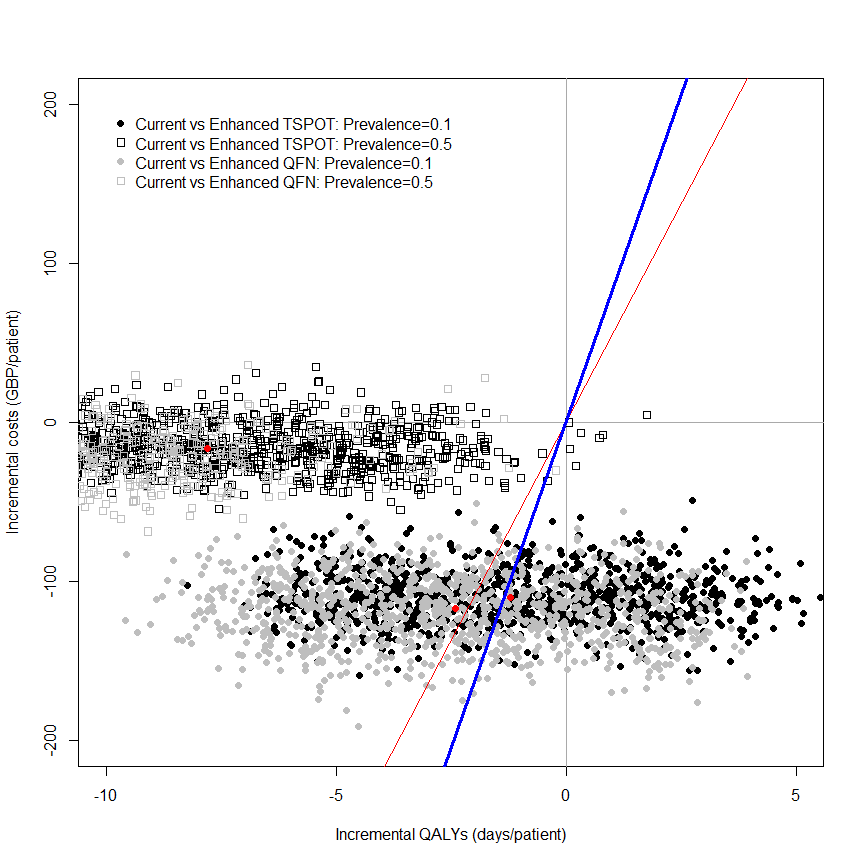 200
100
0
-100
-200
Incremental costs (GBP/patient)
Current vs Enhanced TSPOT: Prevalence=0.1
Current vs Enhanced TSPOT: Prevalence=0.5
Current vs Enhanced QFN: Prevalence=0.1
Current vs Enhanced QFN: Prevalence=0.5
-10 -5 0 5
Incremental QALYs (days/patient)